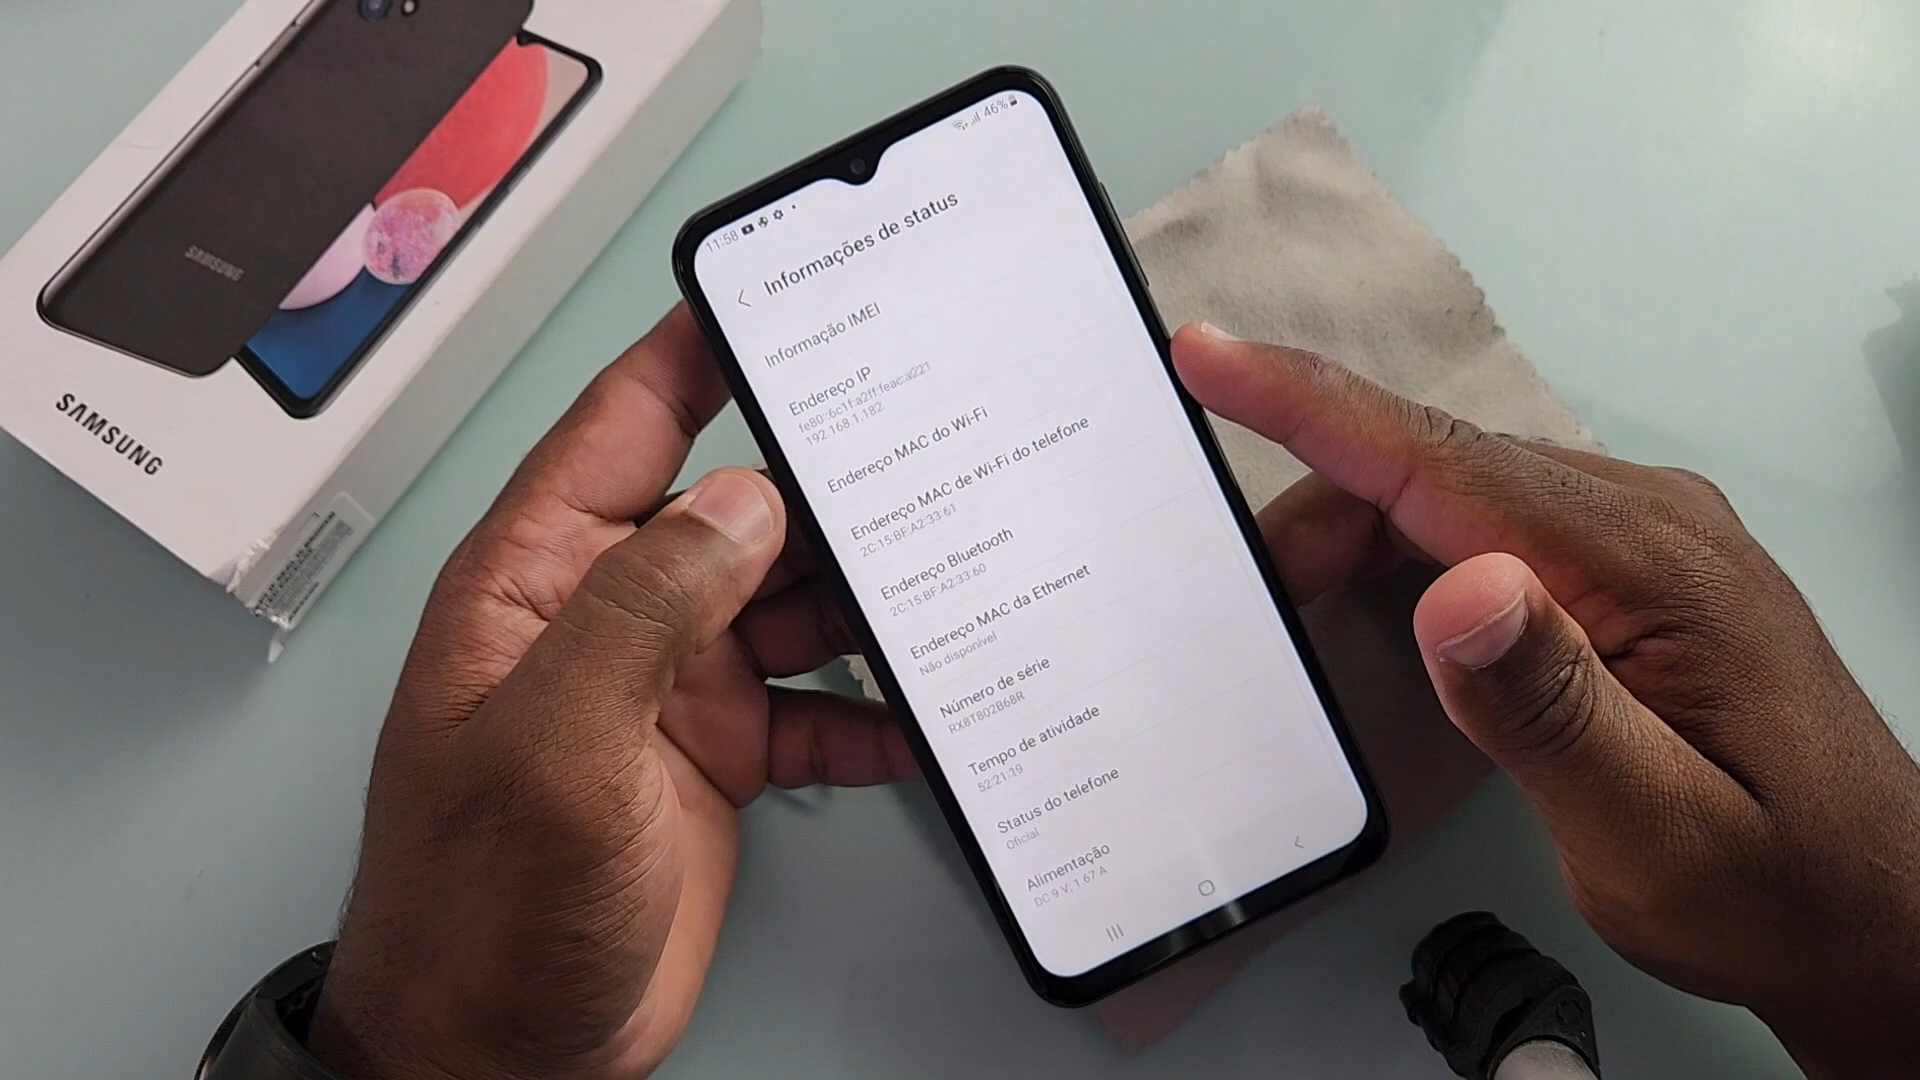 SAMSUNG
SAMSUNG
11:58
46%
Informações de status
Informação IMEI
Endereço IP
fe80::6c1f:a2ff:feac:a221
192.168.1.182
Endereço MAC do Wi-Fi
Endereço MAC de Wi-Fi do telefone
2C:15:BF:A2:33:61
Endereço Bluetooth
2C:15:BF:A2:33:60
Endereço MAC da Ethernet
Não disponível
Número de série
RX8T802B68R
Tempo de atividade
52:21:29
Status do telefone
Oficial
Alimentação
DC 9 V; 1.67 A